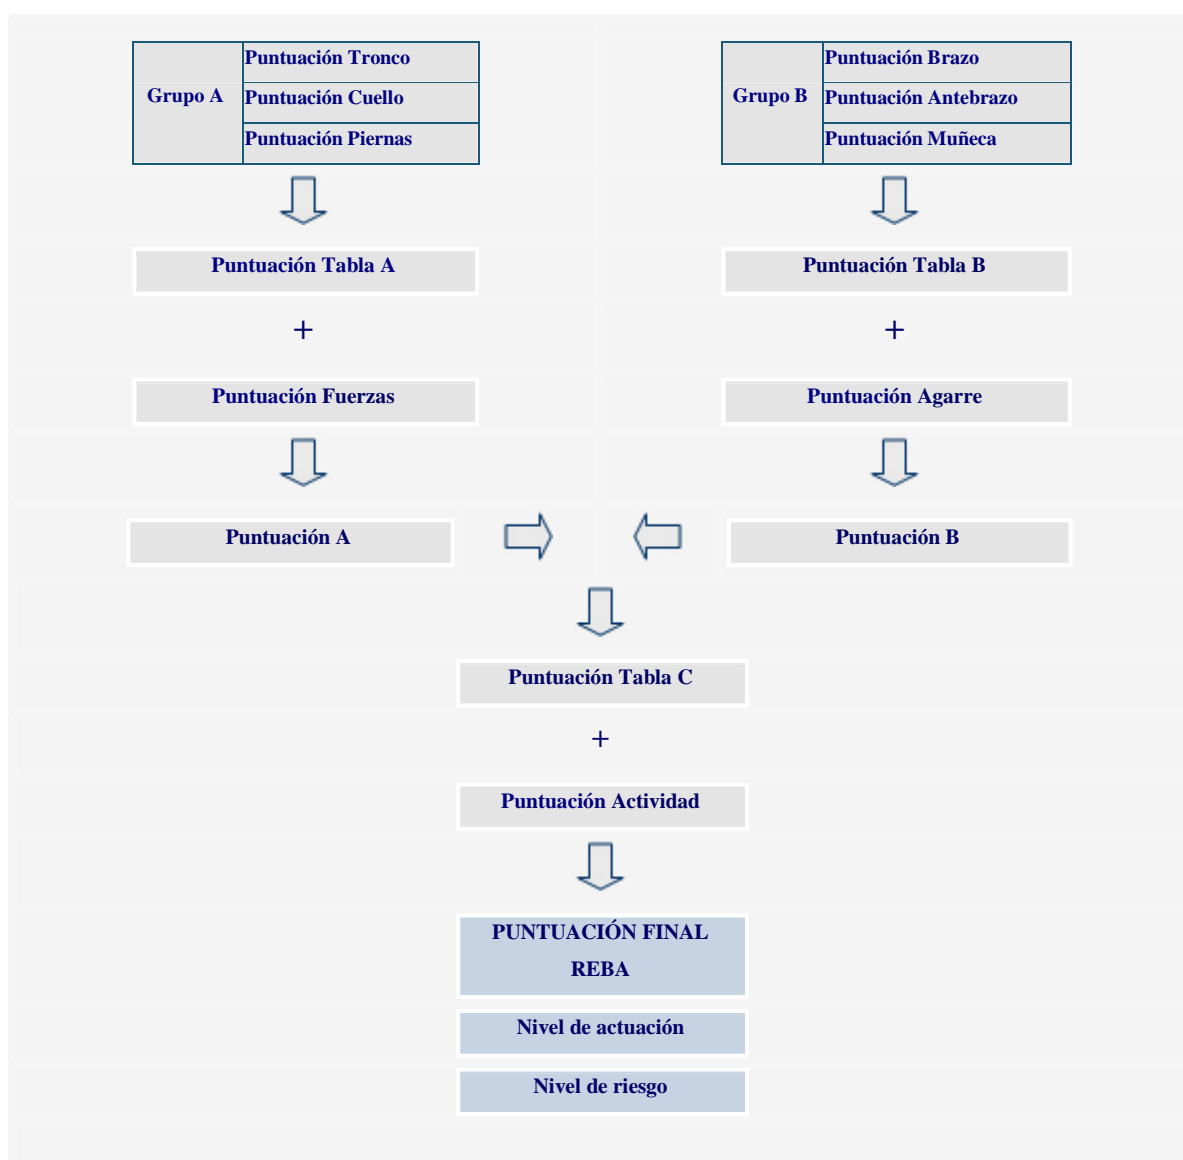 Grupo A
Puntuación Tronco
Puntuación Cuello
Puntuación Piernas
Grupo B
Puntuación Brazo
Puntuación Antebrazo
Puntuación Muñeca
Puntuación Tabla A
Puntuación Tabla B
+
+
Puntuación Fuerzas
Puntuación Agarre
Puntuación A
Puntuación B
Puntuación Tabla C
+
Puntuación Actividad
PUNTUACIÓN FINAL
REBA
Nivel de actuación
Nivel de riesgo